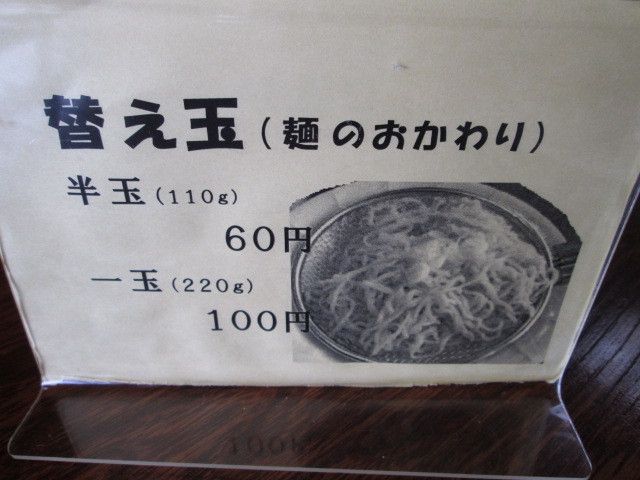 替え玉(麺のおかわり)
半玉(110g)
60円
一玉(220g)
100円